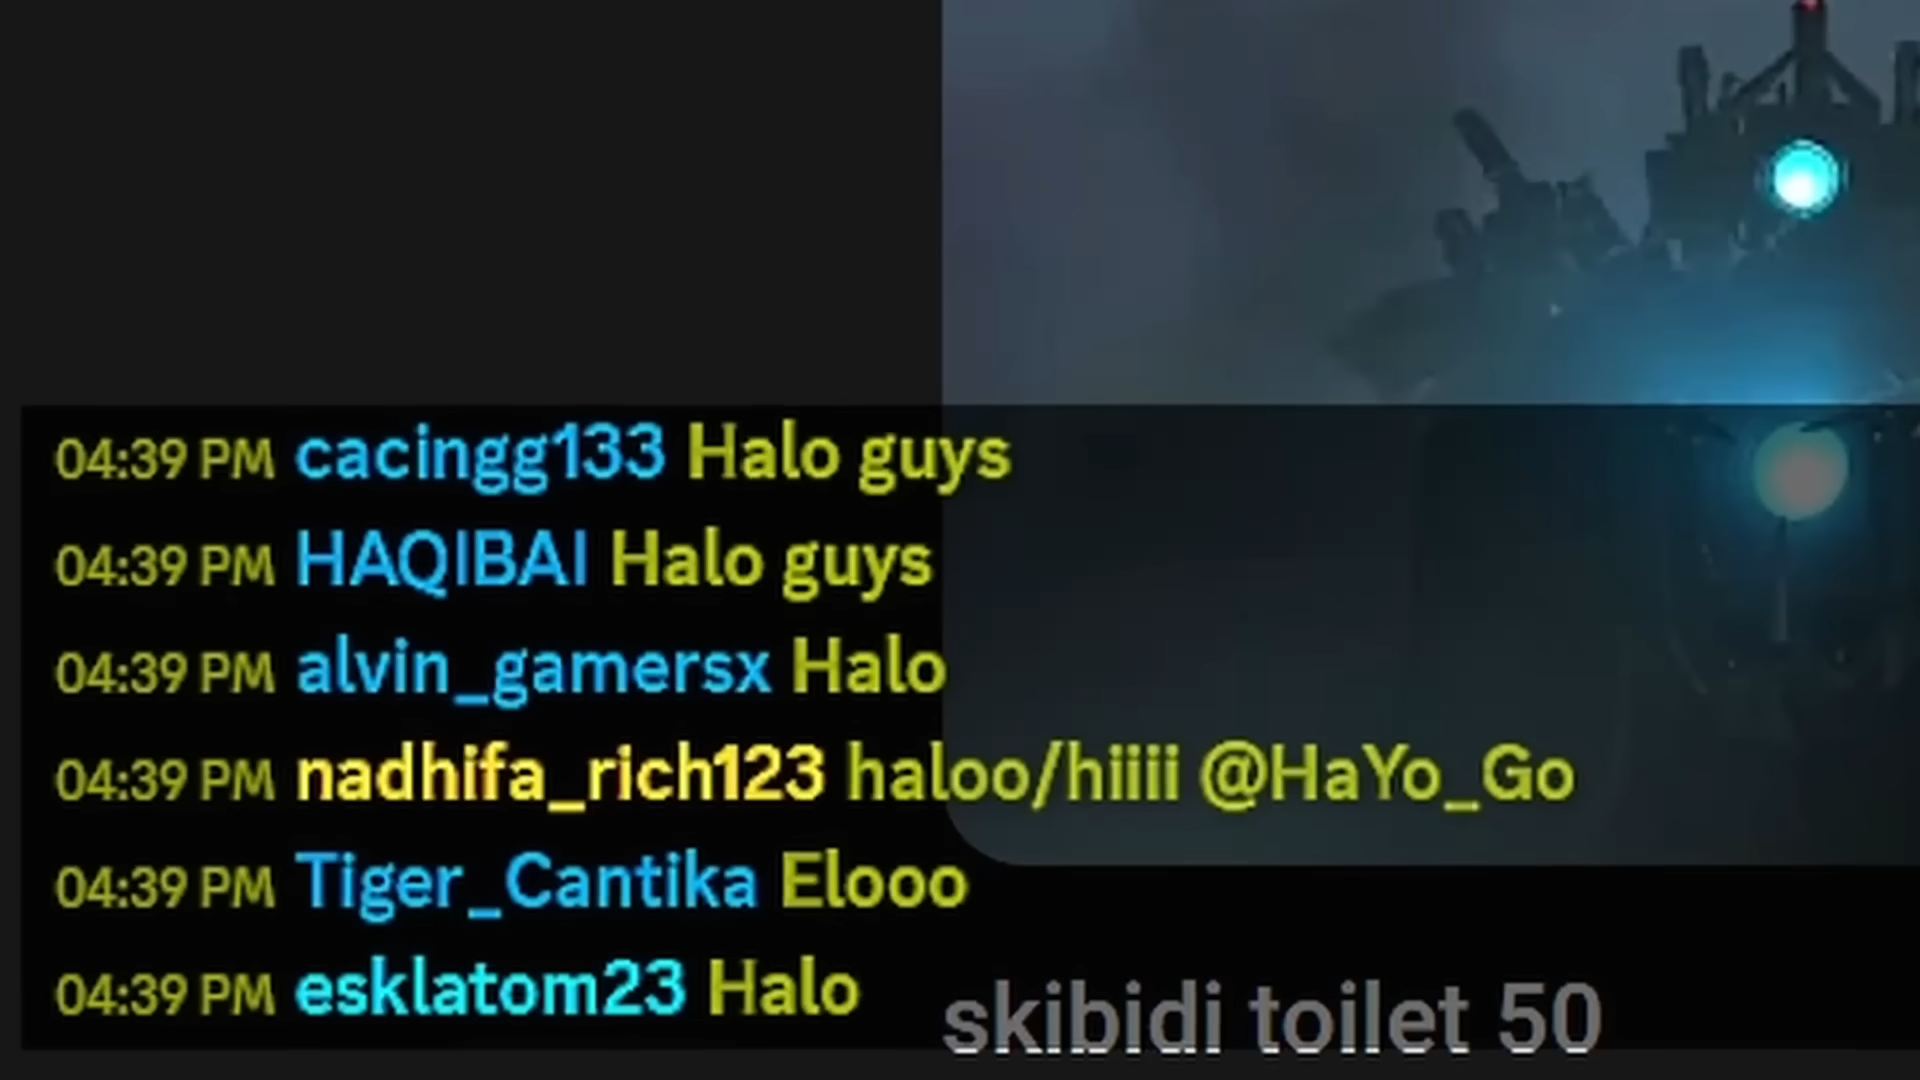 04:39 PM cacingg133 Halo guys
04:39 PM HAQIBAI Halo guys
04:39 PM alvin_gamersx Halo
04:39 PM nadhifa_rich123 haloo/hiiii @HaYo_Go
04:39 PM Tiger_Cantika Elooo
04:39 PM esklatom23 Halo
skibidi toilet 50